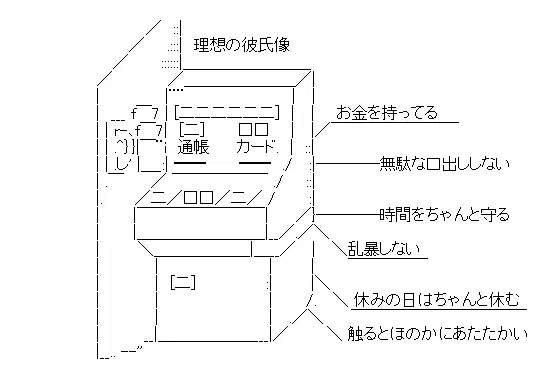 理想の彼氏像
お金を持ってる
通帳 カード
無駄な口出ししない
時間をちゃんと守る
乱暴しない
休みの日はちゃんと休む
触るとほのかにあたたかい